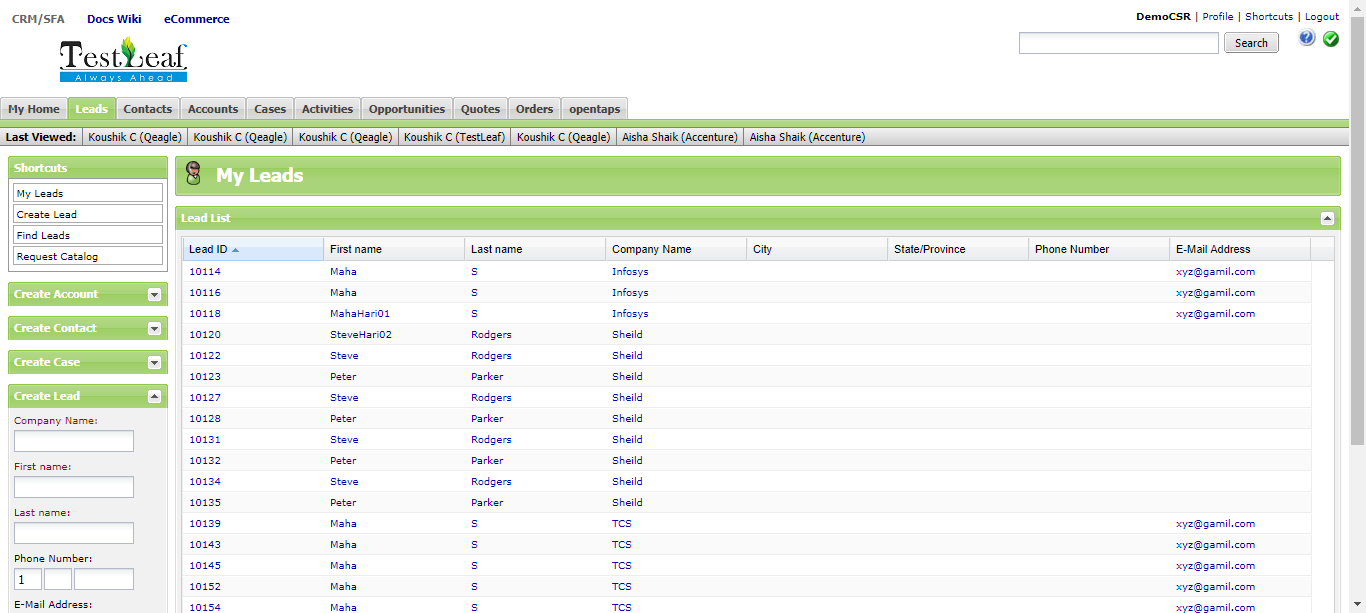 CRM/SFA Docs Wiki eCommerce
DemoCSR | Profile | Shortcuts | Logout
TestLeaf
Always Ahead
Search
?
My Home Leads Contacts Accounts Cases Activities Opportunities Quotes Orders opentaps
Last Viewed: Koushik C (Qeagle) Koushik C (Qeagle) Koushik C (Qeagle) Koushik C (TestLeaf) Koushik C (Qeagle) Aisha Shaik (Accenture) Aisha Shaik (Accenture)
Shortcuts
My Leads
Create Lead
Find Leads
Request Catalog
Create Account
Create Contact
Create Case
Create Lead
Company Name:
First name:
Last name:
Phone Number:
1
E-Mail Address:
My Leads
Lead List
Lead ID First name Last name Company Name City State/Province Phone Number E-Mail Address
10114 Maha S Infosys xyz@gamil.com
10116 Maha S Infosys xyz@gamil.com
10118 MahaHari01 S Infosys xyz@gamil.com
10120 SteveHari02 Rodgers Sheild
10122 Steve Rodgers Sheild
10123 Peter Parker Sheild
10127 Steve Rodgers Sheild
10128 Peter Parker Sheild
10131 Steve Rodgers Sheild
10132 Peter Parker Sheild
10134 Steve Rodgers Sheild
10135 Peter Parker Sheild
10139 Maha S TCS xyz@gamil.com
10143 Maha S TCS xyz@gamil.com
10145 Maha S TCS xyz@gamil.com
10152 Maha S TCS xyz@gamil.com
10154 Maha S TCS xyz@gamil.com